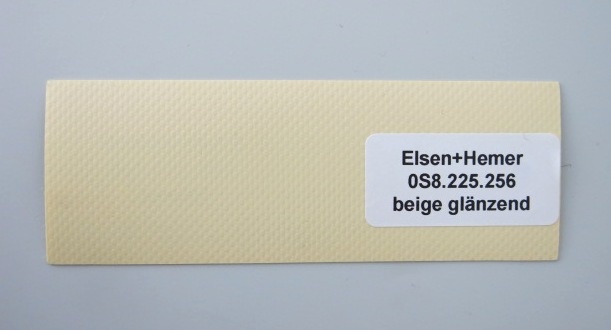 Elsen+Hemer
0S8.225.256
beige glänzend